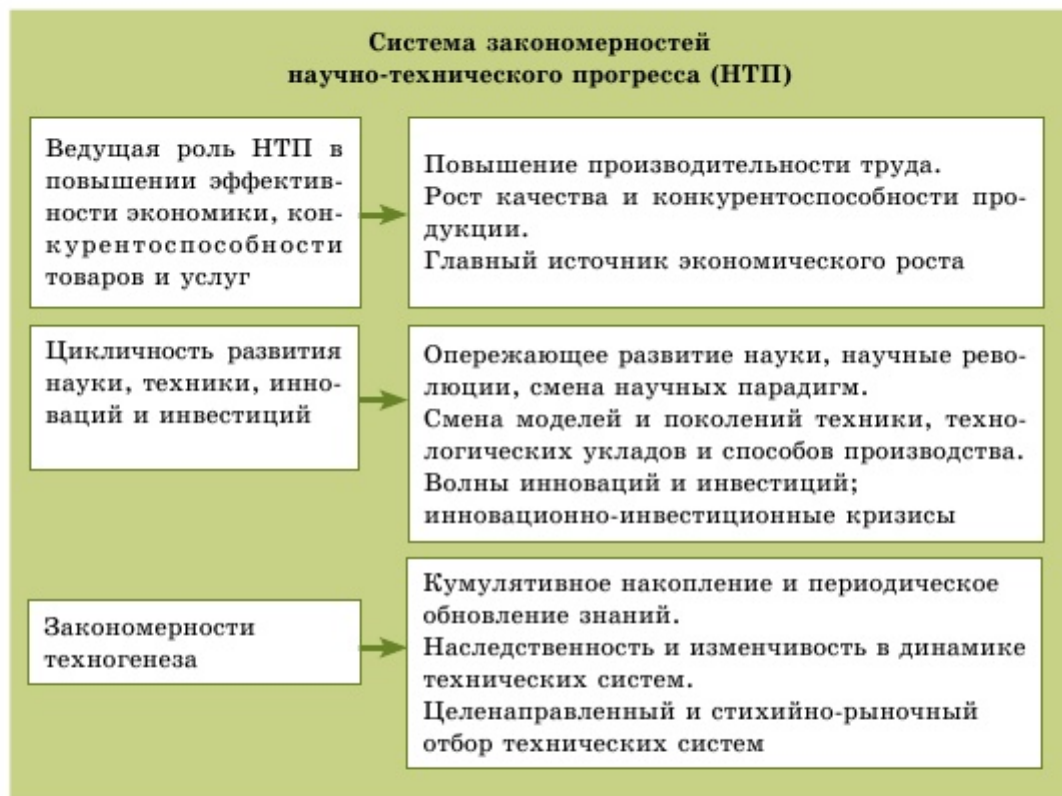 Система закономерностей
научно-технического прогресса (НТП)
Ведущая роль НТП в
повышении эффектив-
ности экономики, кон-
курентоспособности
товаров и услуг
Повышение производительности труда.
Рост качества и конкурентоспособности про-
дукции.
Главный источник экономического роста
Цикличность развития
науки, техники, инно-
ваций и инвестиций
Опережающее развитие науки, научные рево-
люции, смена научных парадигм.
Смена моделей и поколений техники, техно-
логических укладов и способов производства.
Волны инноваций и инвестиций;
инновационно-инвестиционные кризисы
Закономерности
техногенеза
Кумулятивное накопление и периодическое
обновление знаний.
Наследственность и изменчивость в динамике
технических систем.
Целенаправленный и стихийно-рыночный
отбор технических систем